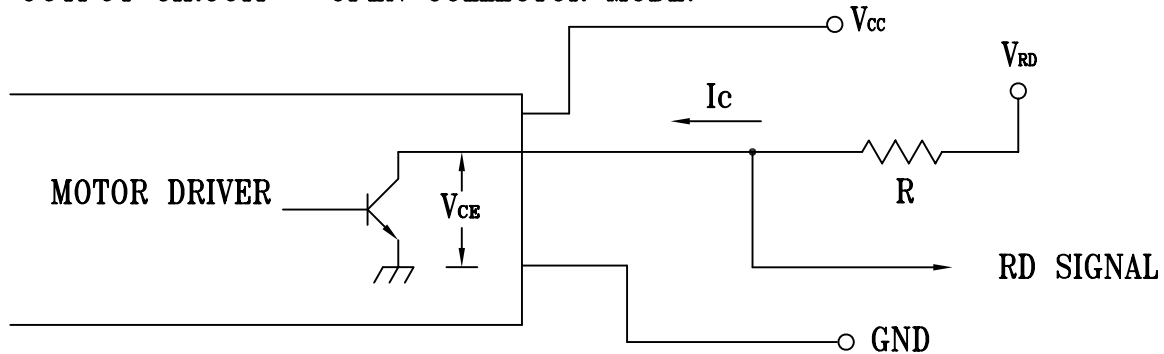 VCC
VRD
Ic
MOTOR DRIVER
VCE
R
RD SIGNAL
GND